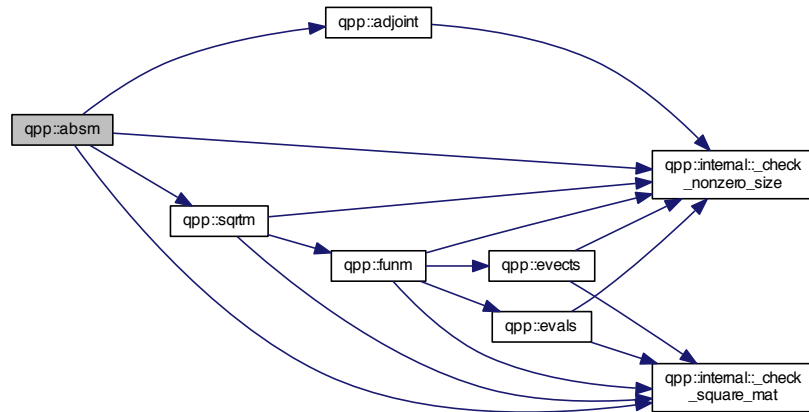 qpp::adjoint
qpp::absm
qpp::internal::_check
_nonzero_size
qpp::sqrtm
qpp::funm
qpp::evects
qpp::evals
qpp::internal::_check
_square_mat